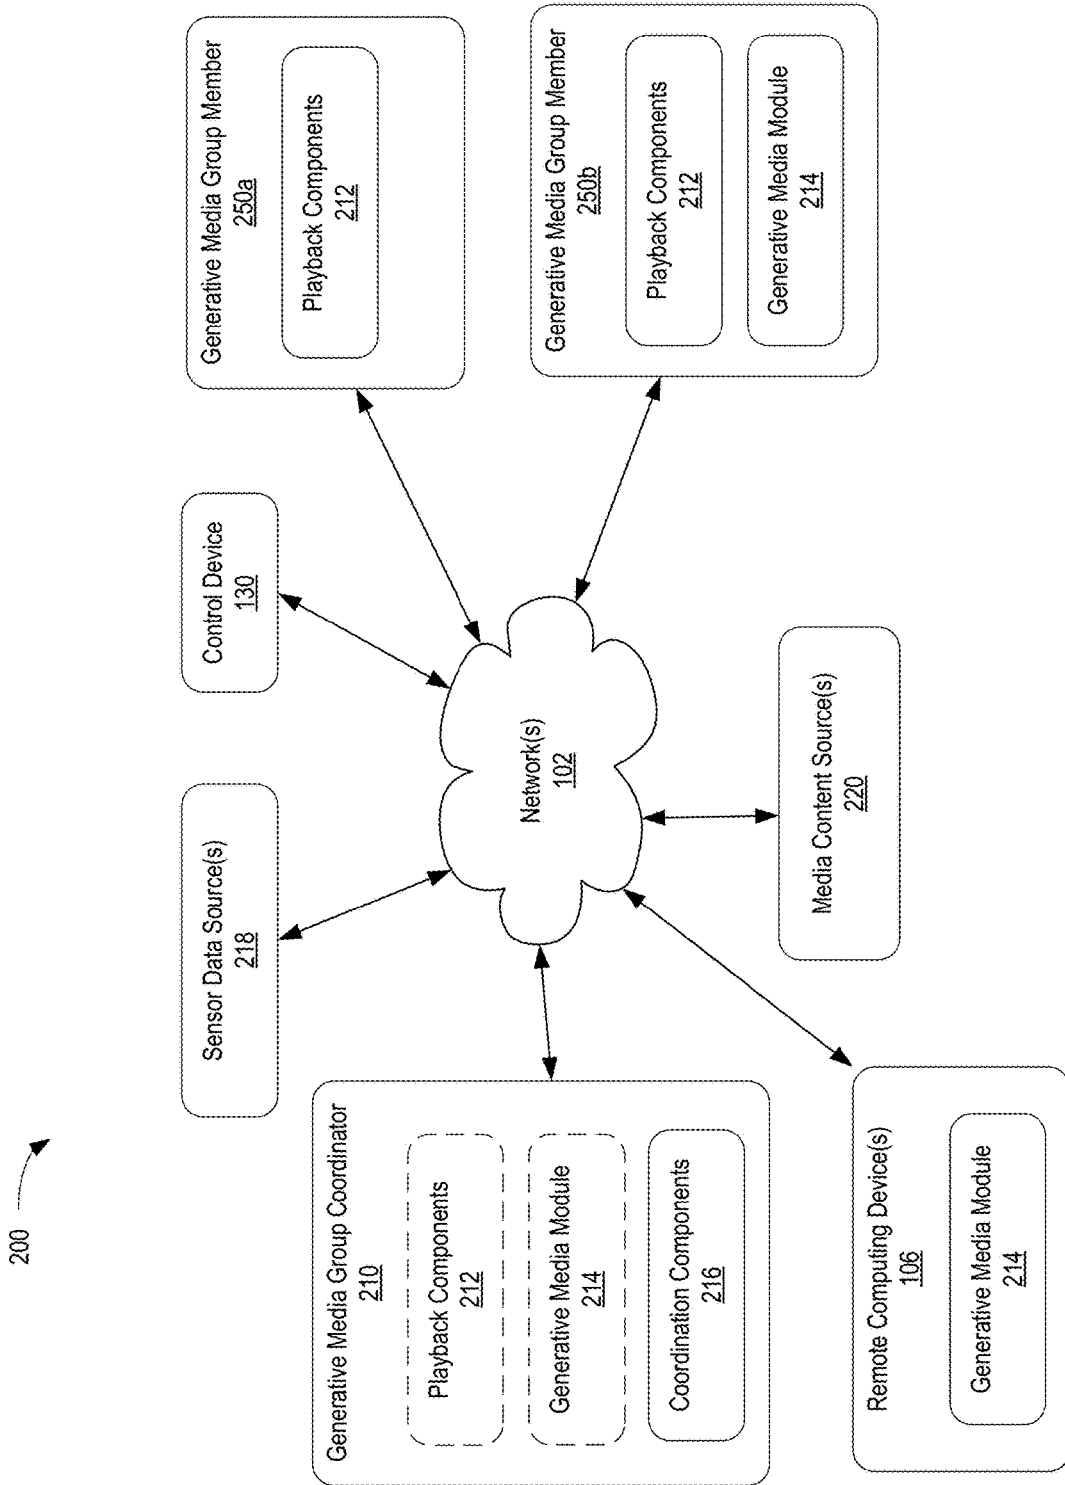 200
Sensor Data Source(s)
218
Control Device
130
Generative Media Group Coordinator
210
Playback Components
212
Generative Media Module
214
Coordination Components
216
Network(s)
102
Generative Media Group Member
250a
Playback Components
212
Remote Computing Device(s)
106
Generative Media Module
214
Media Content Source(s)
220
Generative Media Group Member
250b
Playback Components
212
Generative Media Module
214